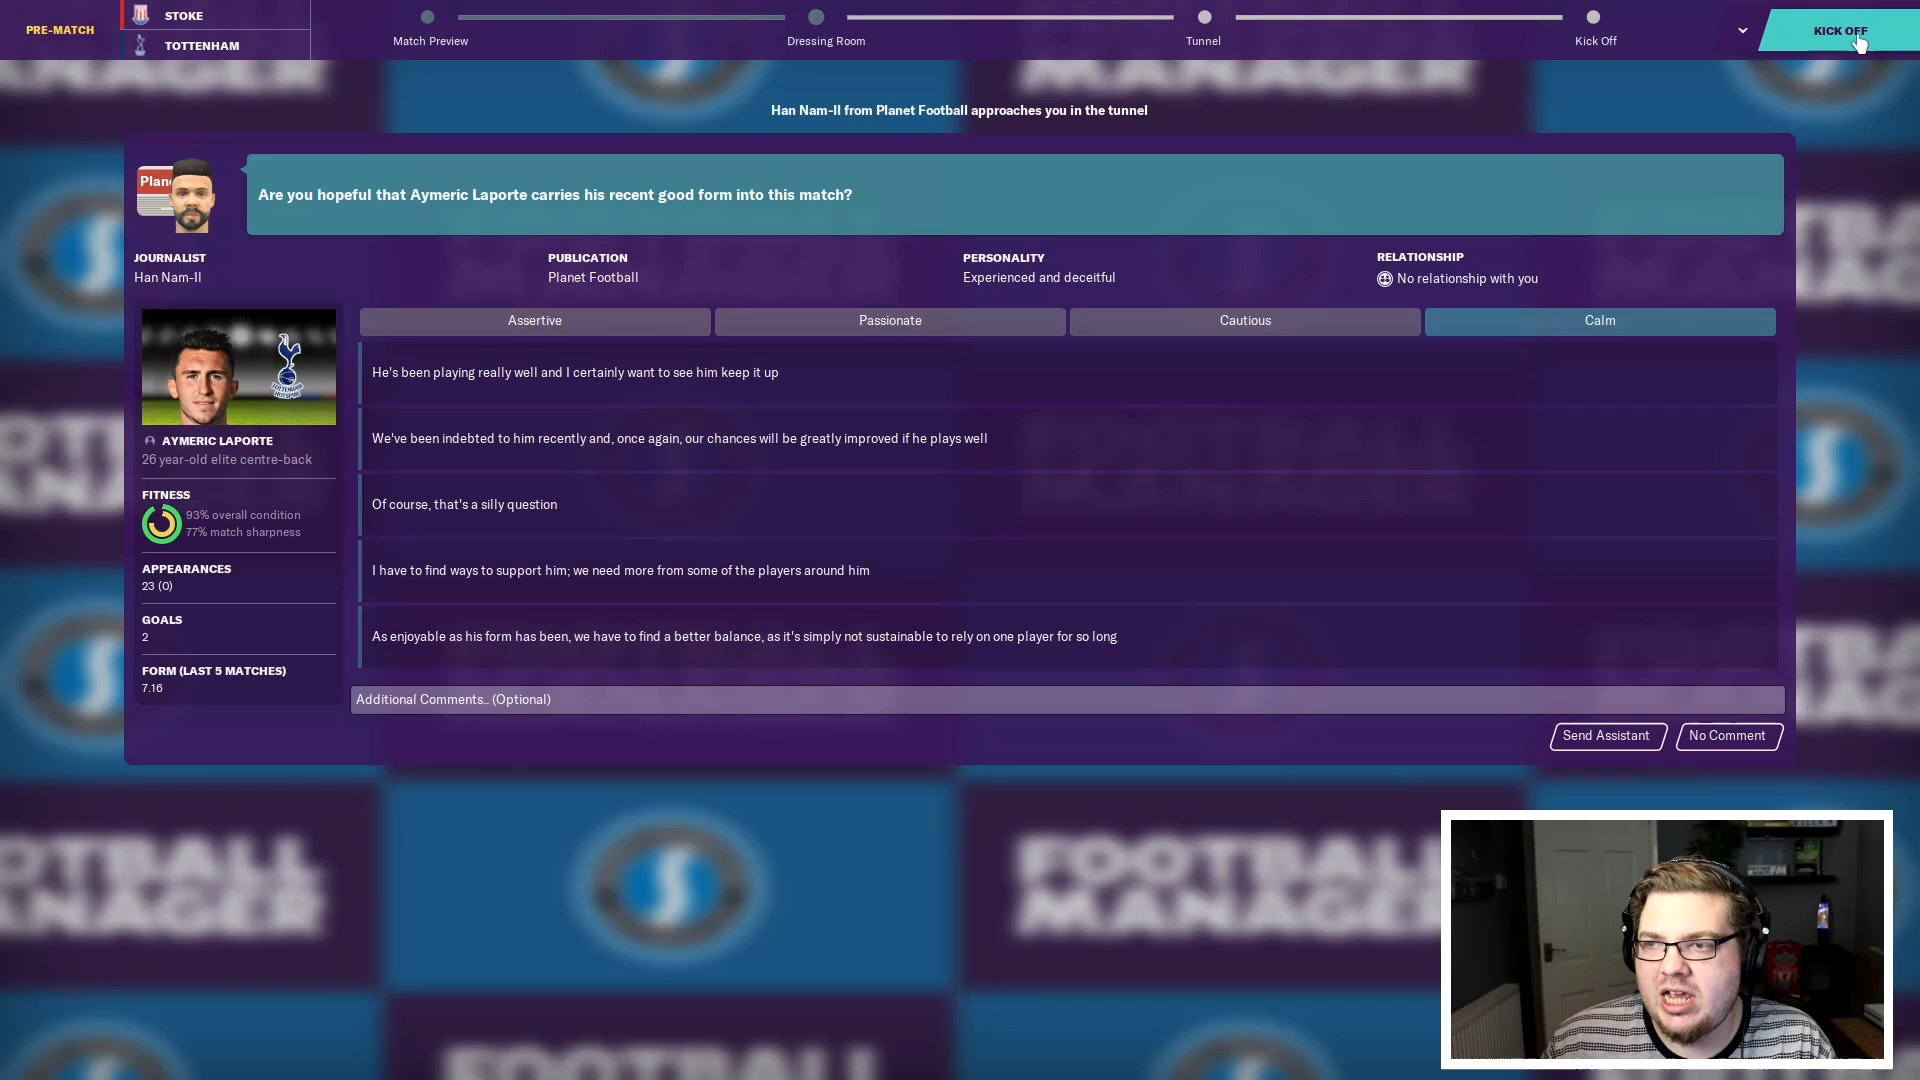 PRE-MATCH
STOKE
TOTTENHAM
Match Preview
Dressing Room
Tunnel
Kick Off
KICK OFF
Han Nam-Il from Planet Football approaches you in the tunnel
Plan
Are you hopeful that Aymeric Laporte carries his recent good form into this match?
JOURNALIST
Han Nam-Il
PUBLICATION
Planet Football
PERSONALITY
Experienced and deceitful
RELATIONSHIP
No relationship with you
Assertive
Passionate
Cautious
Calm
TOTTENHAM
HOTSPUR
AYMERIC LAPORTE
26 year-old elite centre-back
FITNESS
93% overall condition
77% match sharpness
APPEARANCES
23 (0)
GOALS
2
FORM (LAST 5 MATCHES)
7.16
He's been playing really well and I certainly want to see him keep it up
We've been indebted to him recently and, once again, our chances will be greatly improved if he plays well
Of course, that's a silly question
I have to find ways to support him; we need more from some of the players around him
As enjoyable as his form has been, we have to find a better balance, as it's simply not sustainable to rely on one player for so long
Additional Comments.. (Optional)
Send Assistant
No Comment
FOOTBALL
MANAGER